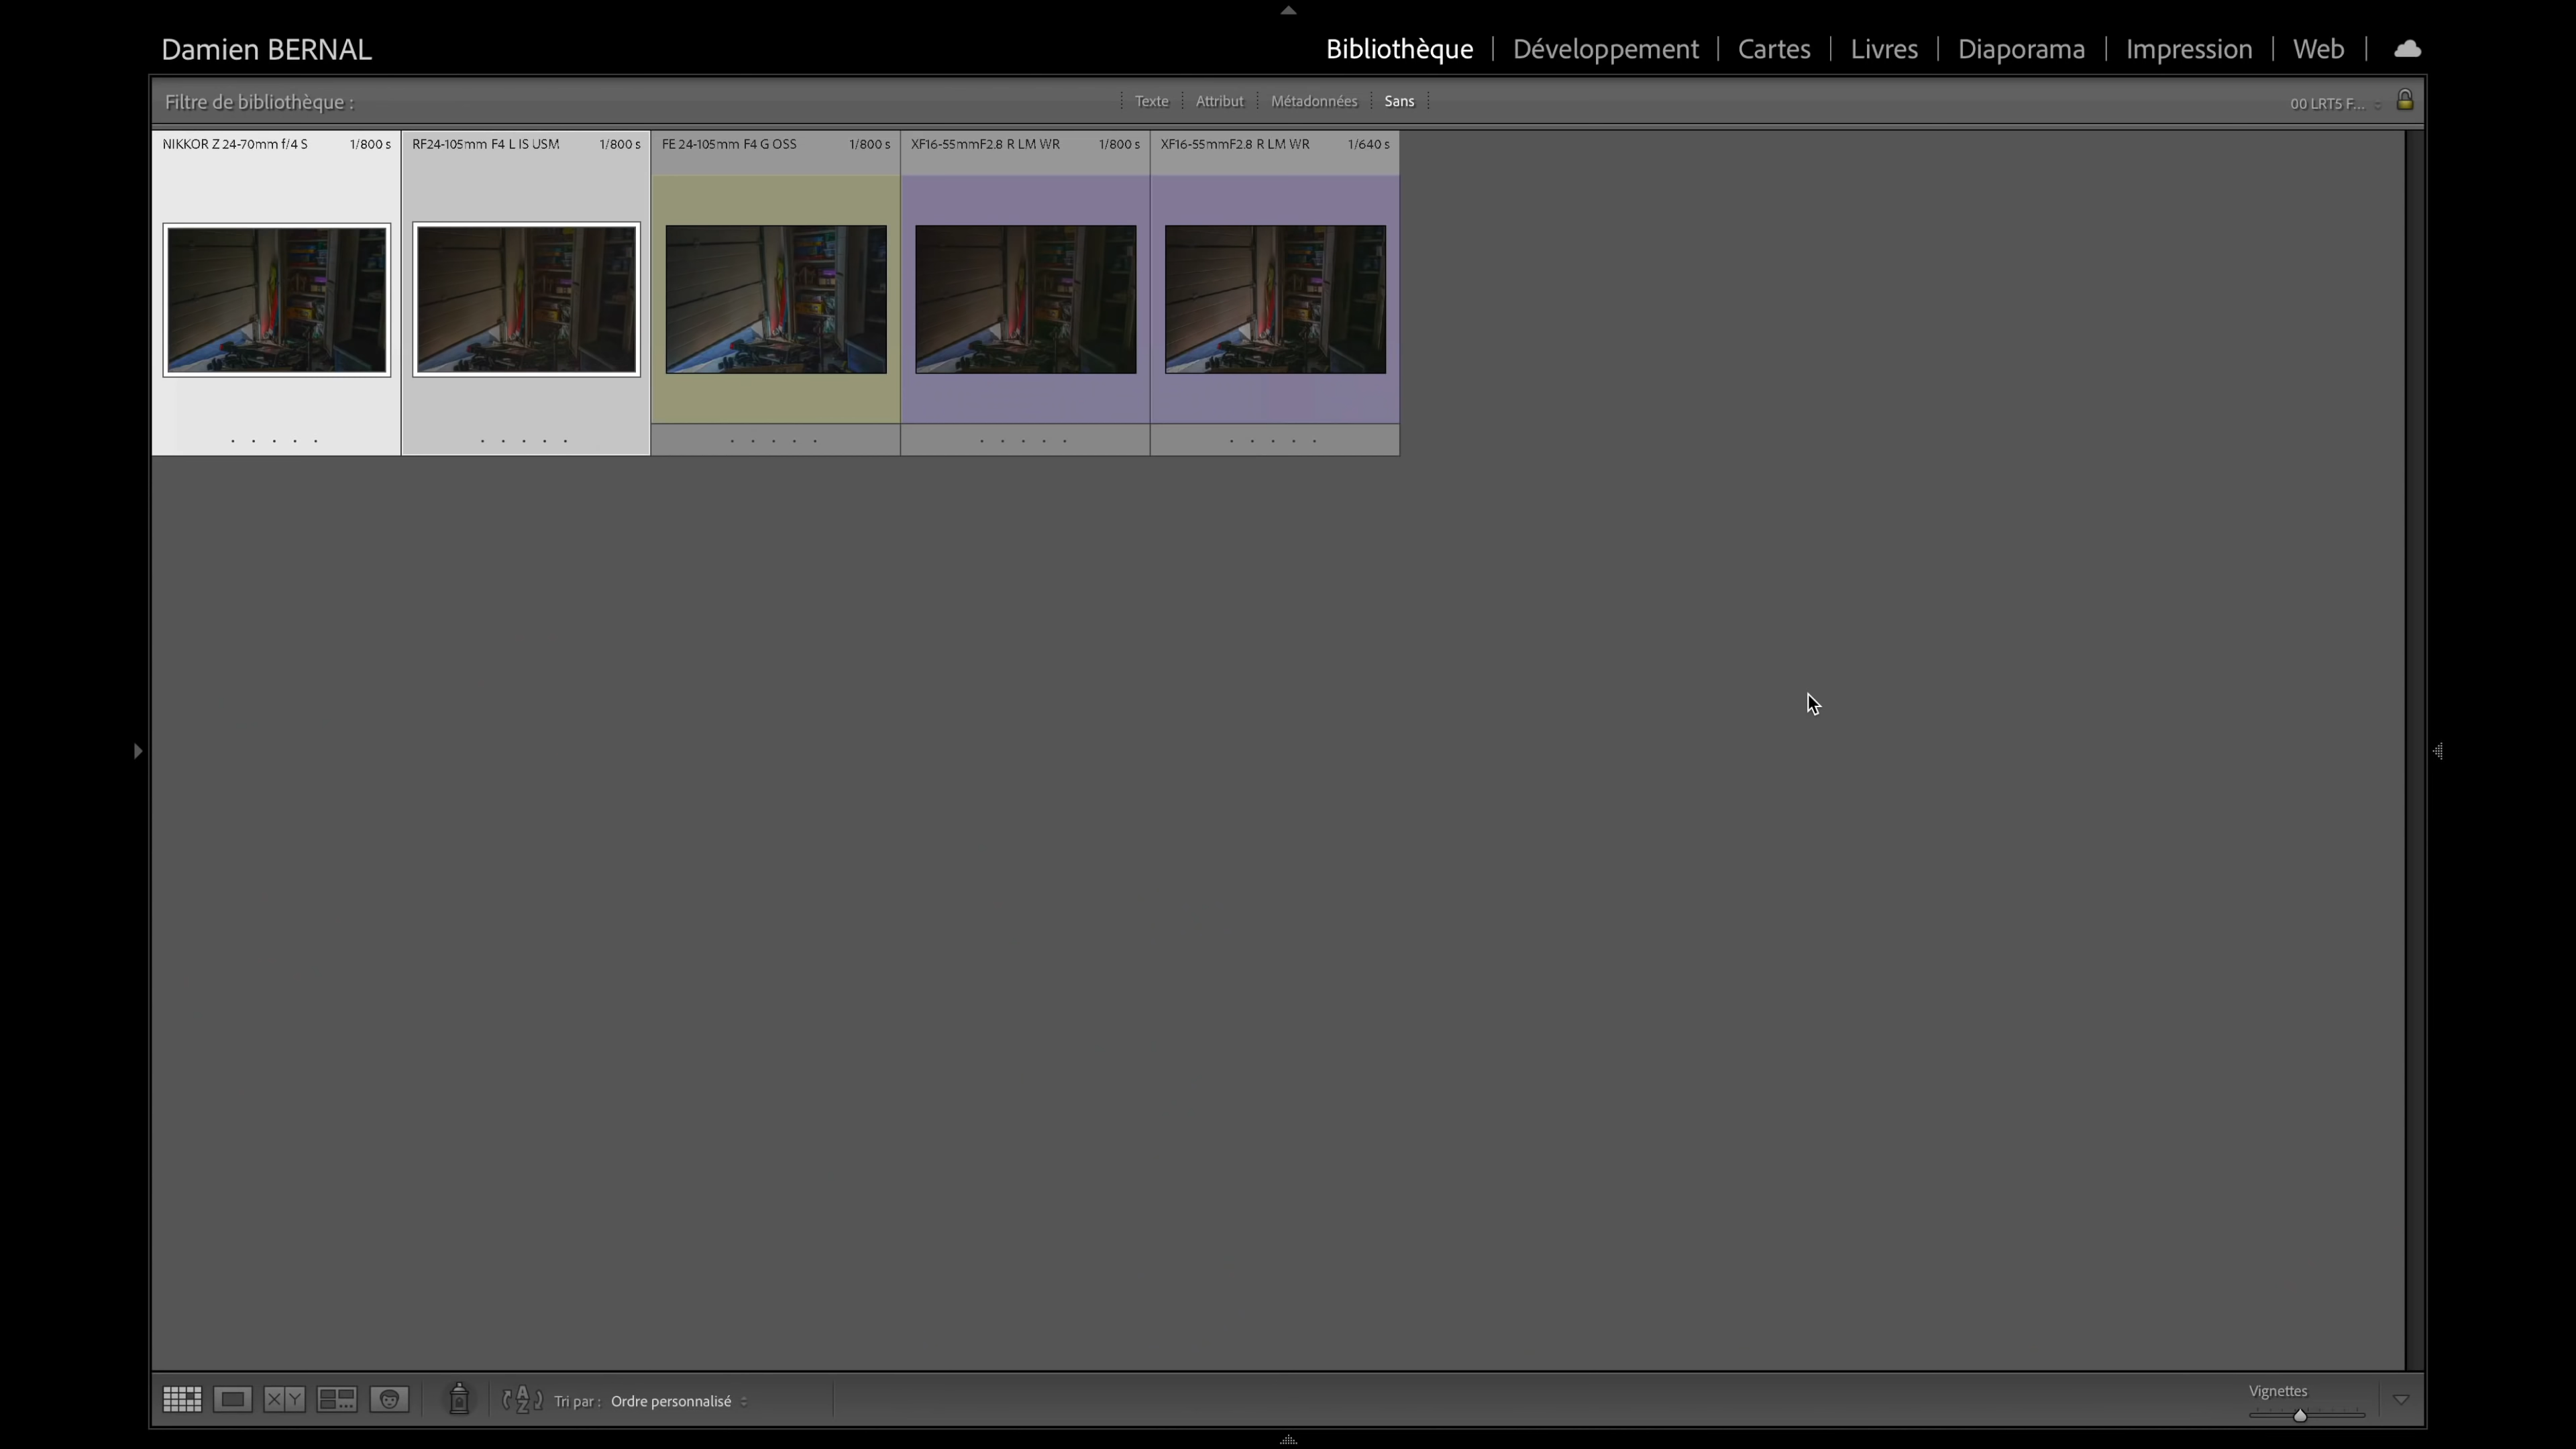 Damien BERNAL
Bibliothèque | Développement | Cartes | Livres | Diaporama | Impression | Web |
Filtre de bibliothèque :
Texte Attribut Métadonnées Sans
00 LRT5 F...
NIKKOR Z 24-70mm f/4 S 1/800 s
RF24-105mm F4 L IS USM 1/800 s
FE 24-105mm F4 G OSS 1/800 s
XF16-55mmF2.8 R LM WR 1/800 s
XF16-55mmF2.8 R LM WR 1/640 s
X Y
A Z
Tri par : Ordre personnalisé
Vignettes